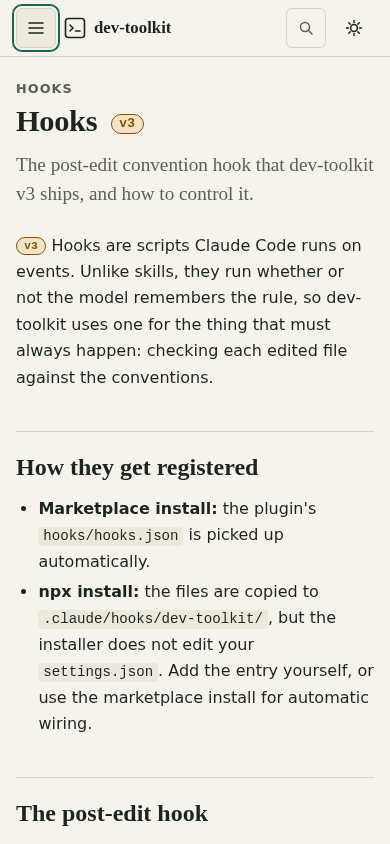 dev-toolkit
HOOKS
Hooks v3
The post-edit convention hook that dev-toolkit
v3 ships, and how to control it.
v3 Hooks are scripts Claude Code runs on
events. Unlike skills, they run whether or
not the model remembers the rule, so dev-
toolkit uses one for the thing that must
always happen: checking each edited file
against the conventions.
How they get registered
• Marketplace install: the plugin's
hooks/hooks.json is picked up
automatically.
• npx install: the files are copied to
.claude/hooks/dev-toolkit/, but the
installer does not edit your
settings.json. Add the entry yourself, or
use the marketplace install for automatic
wiring.
The post-edit hook